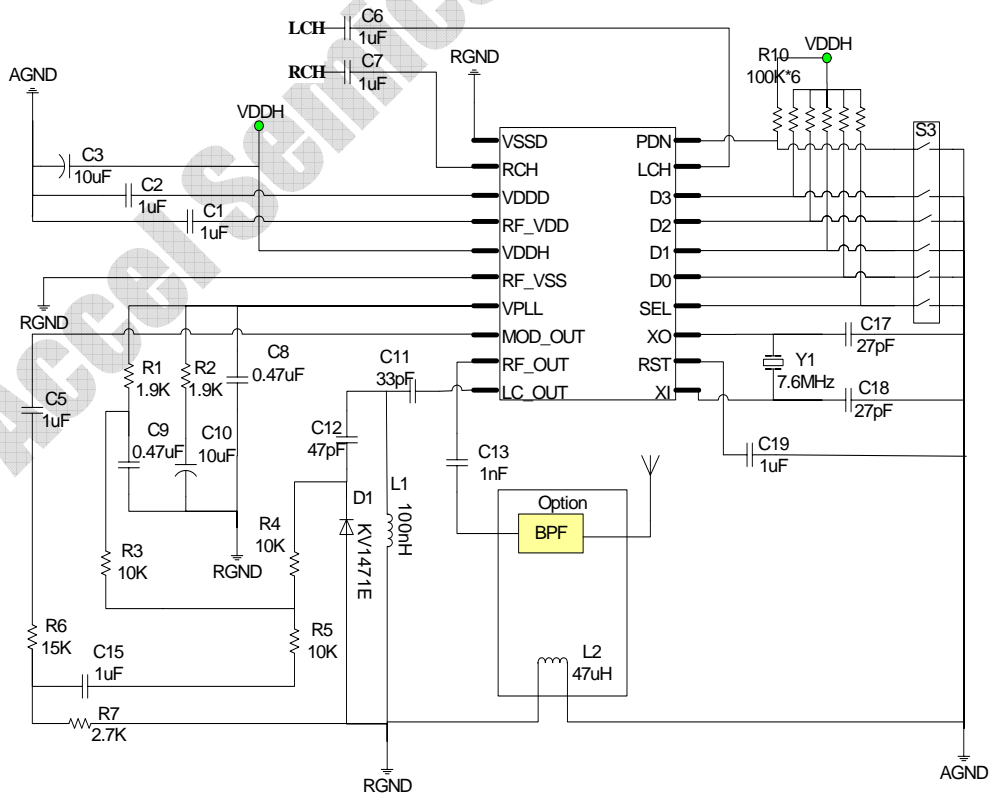 LCH
C6
1uF
RCH
C7
1uF
RGND
R10
100K*6
VDDH
AGND
VDDH
S3
C3
10uF
C2
1uF
C1
1uF
VSSD
RCH
VDDD
RF_VDD
VDDH
RF_VSS
VPLL
MOD_OUT
RF_OUT
LC_OUT
PDN
LCH
D3
D2
D1
D0
SEL
XO
RST
XI
RGND
C17
27pF
Y1
7.6MHz
C18
27pF
C19
1uF
R1
1.9K
R2
1.9K
C8
0.47uF
C11
33pF
C5
1uF
C9
0.47uF
C10
10uF
C12
47pF
C13
1nF
D1
KV1471E
L1
100nH
Option
BPF
R4
10K
R3
10K
RGND
R5
10K
R6
15K
C15
1uF
L2
47uH
R7
2.7K
RGND
AGND
Accel Semic